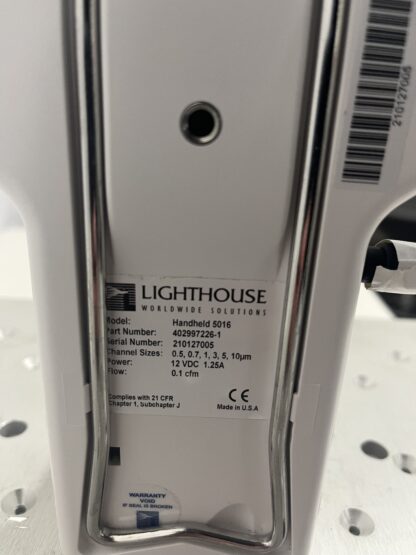 210127005
LIGHTHOUSE
WORLDWIDE SOLUTIONS
Model: Handheld 5016
Part Number: 402997226-1
Serial Number: 210127005
Channel Sizes: 0.5, 0.7, 1, 3, 5, 10µm
Power: 12 VDC 1.25A
Flow: 0.1 cfm
Complies with 21 CFR
Chapter 1, Subchapter J
CE
Made in U.S.A
WARRANTY
VOID
IF SEAL IS BROKEN